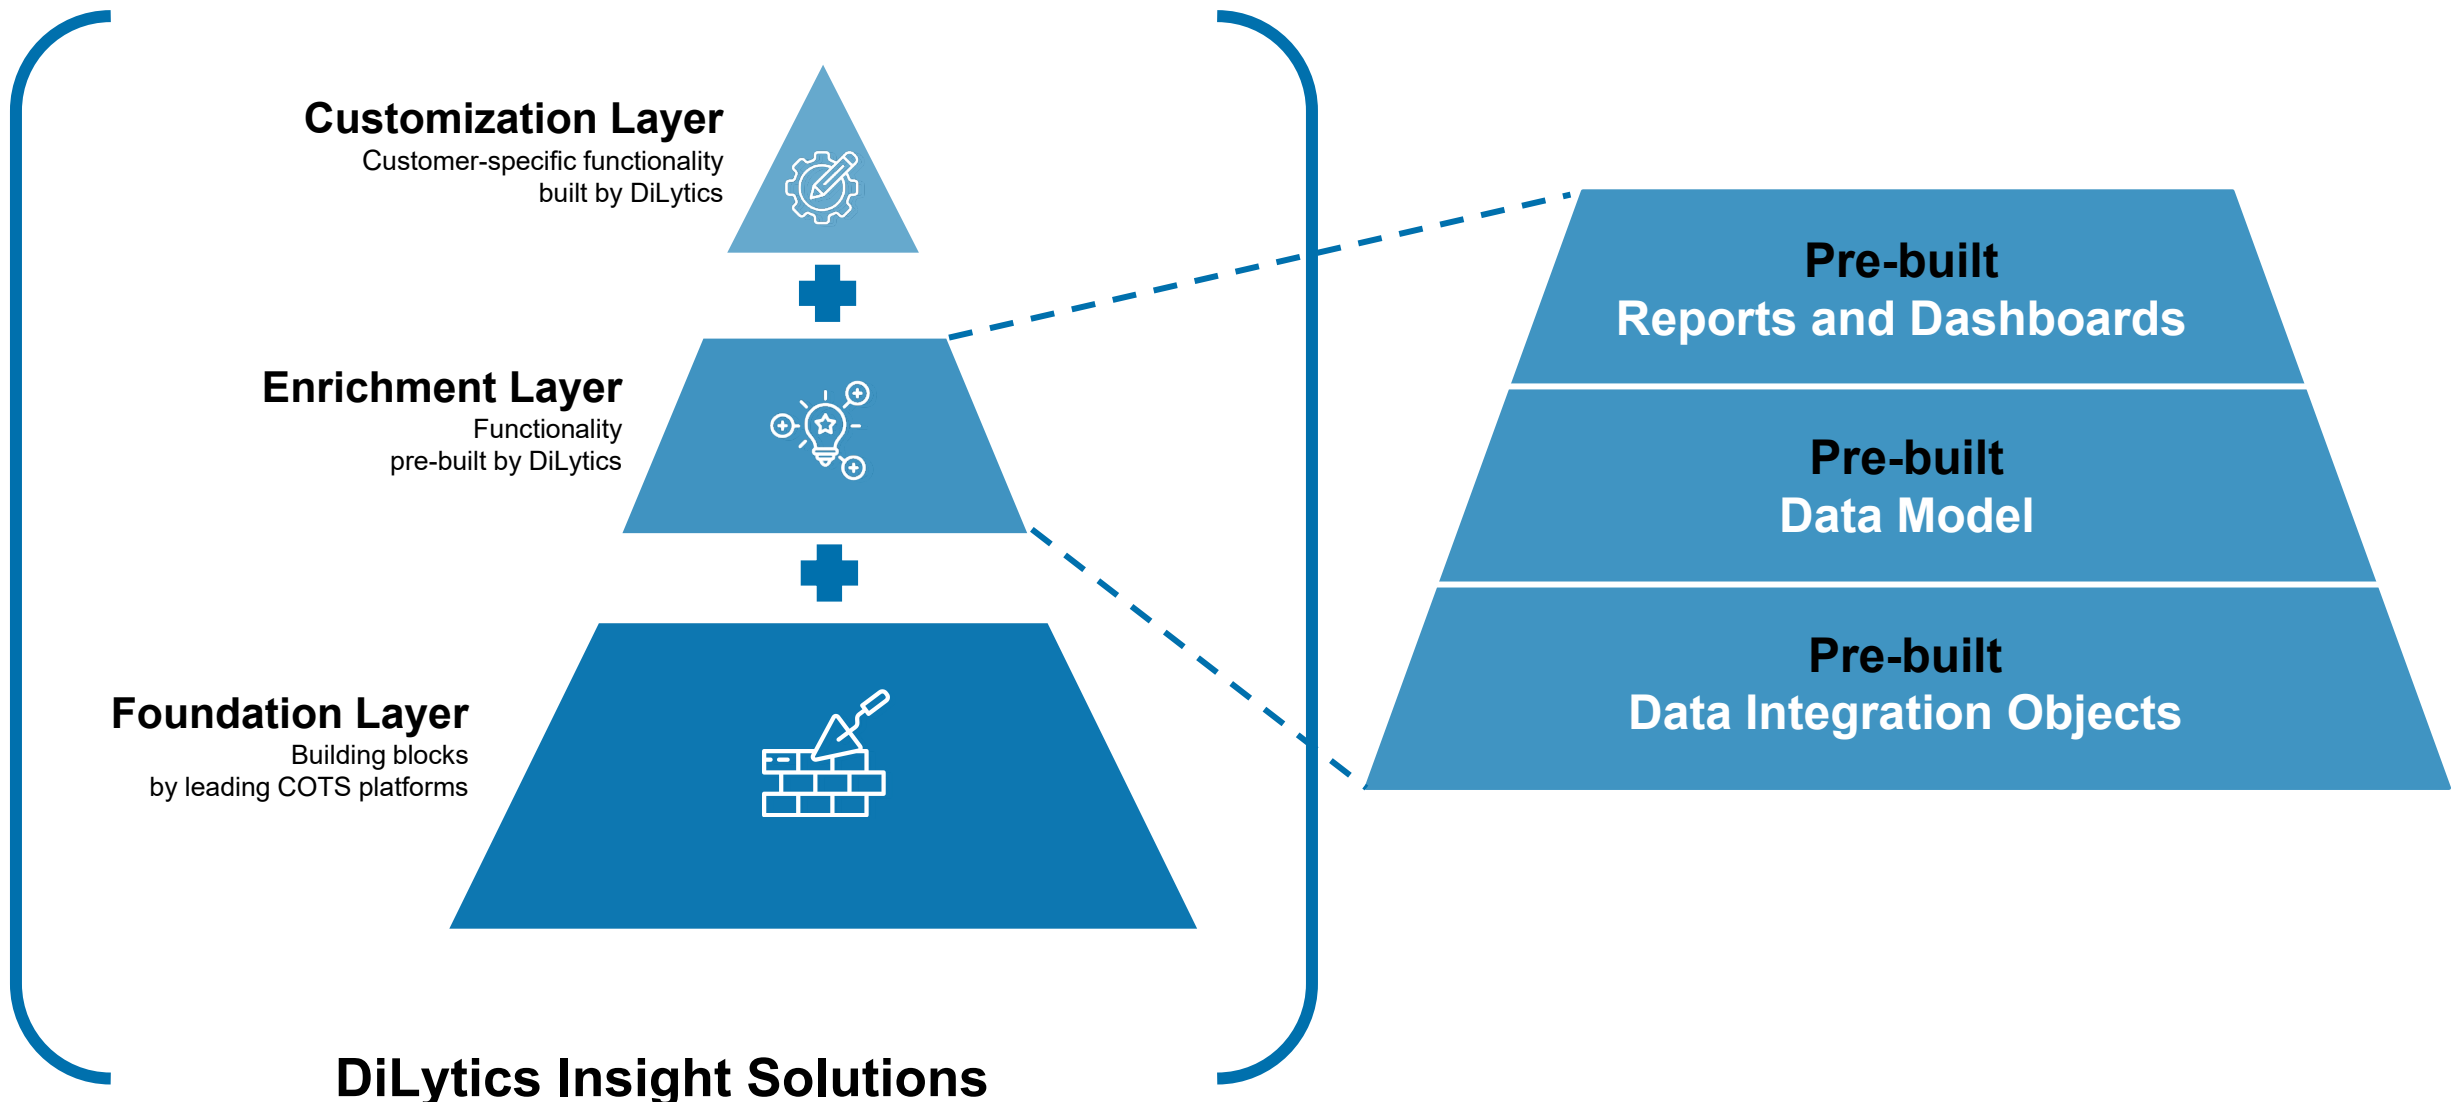 Customization Layer
Customer-specific functionality
built by DiLytics
Enrichment Layer
Functionality
pre-built by DiLytics
Foundation Layer
Building blocks
by leading COTS platforms
DiLytics Insight Solutions
Pre-built
Reports and Dashboards
Pre-built
Data Model
Pre-built
Data Integration Objects